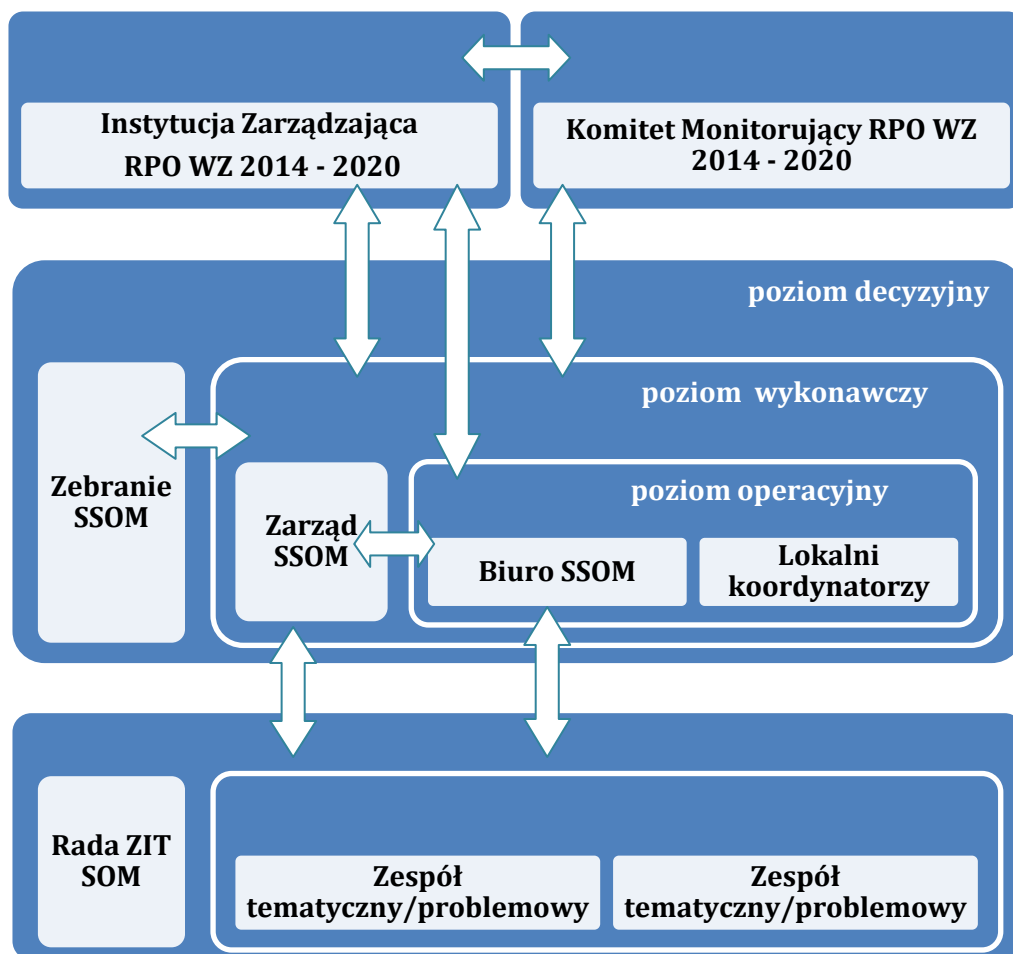 Instytucja Zarządzająca
RPO WZ 2014 - 2020
Komitet Monitorujący RPO WZ
2014 - 2020
poziom decyzyjny
poziom wykonawczy
Zebranie
SSOM
poziom operacyjny
Zarząd
SSOM
Biuro SSOM
Lokalni
koordynatorzy
Rada ZIT
SOM
Zespół
tematyczny/problemowy
Zespół
tematyczny/problemowy